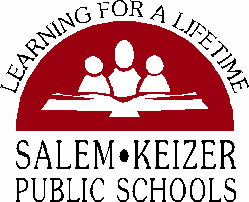 LEARNING FOR A LIFETIME
SALEM•KEIZER
PUBLIC SCHOOLS